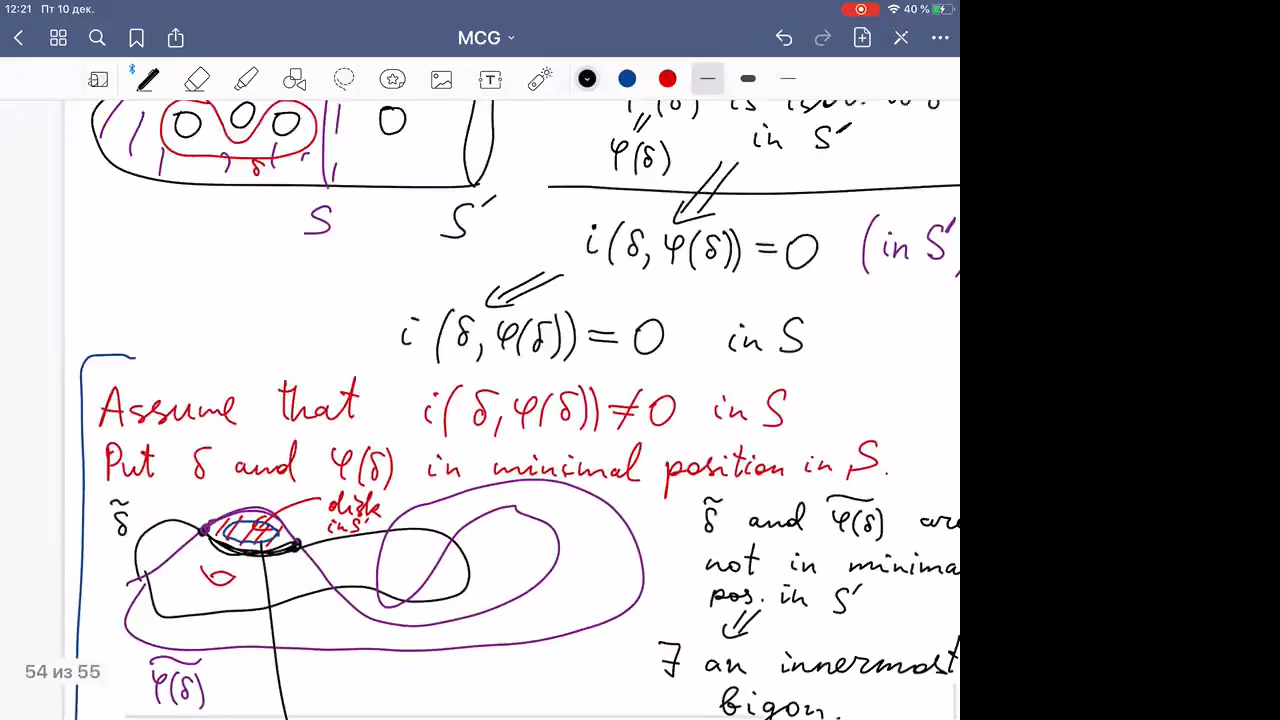 12:21 Пт 10 дек.
40 %
MCG
δ
S
S′
φ(δ)
in S′
i(δ, φ(δ)) = 0 (in S′
i(δ, φ(δ)) = 0 in S
Assume that i(δ, φ(δ)) ≠ 0 in S
Put δ and φ(δ) in minimal position in S.
δ̃
disk
in S′
δ̃ and φ(δ)~ are
not in minima
pos. in S′
∃ an innermost
bigon.
φ(δ)~
54 из 55